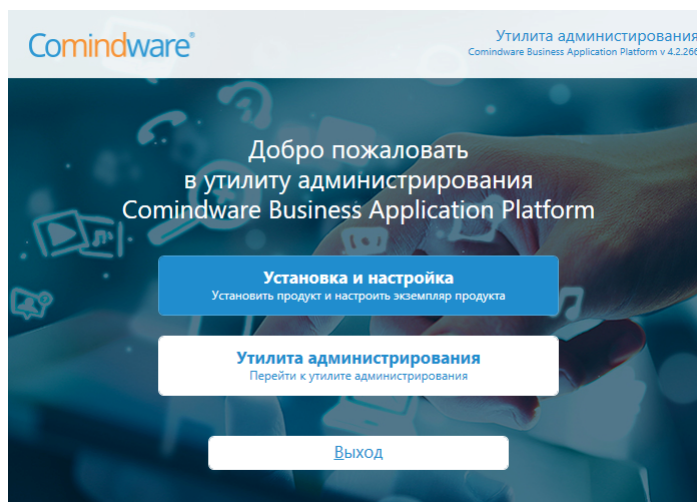 Comindware®
Утилита администрирования
Comindware Business Application Platform v 4.2.266
Добро пожаловать
в утилиту администрирования
Comindware Business Application Platform
Установка и настройка
Установить продукт и настроить экземпляр продукта
Утилита администрирования
Перейти к утилите администрирования
Выход